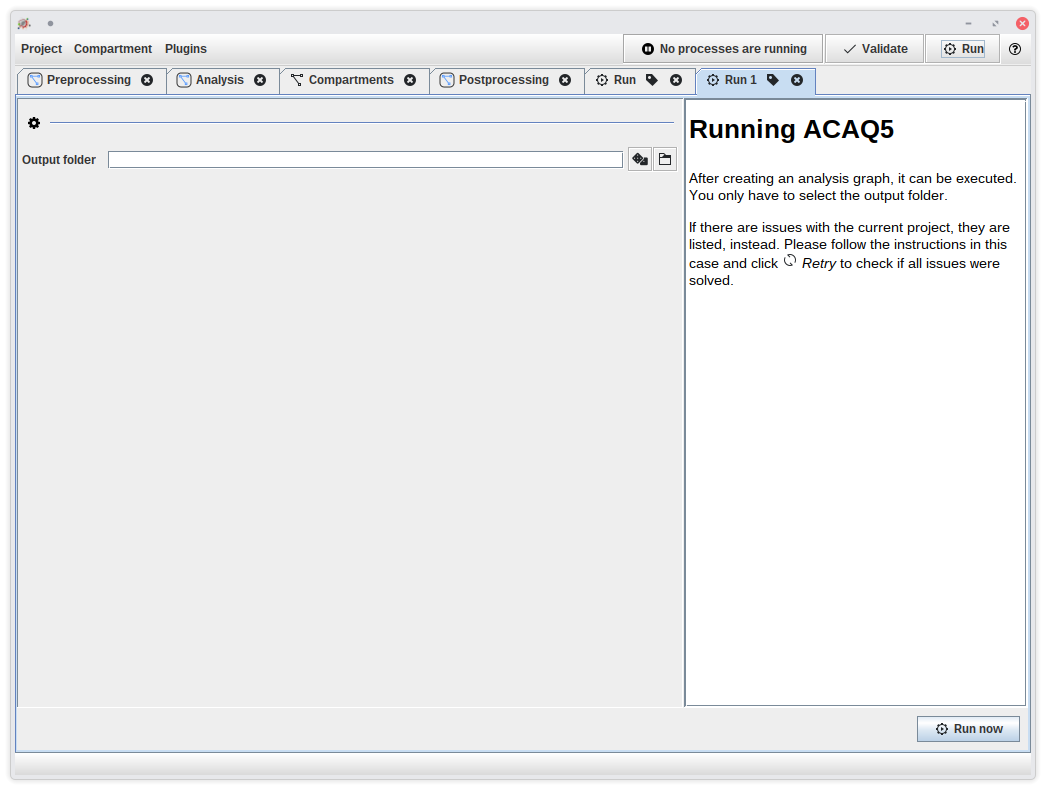 Project Compartment Plugins No processes are running Validate Run
Preprocessing Analysis Compartments Postprocessing Run Run 1
Output folder
Running ACAQ5
After creating an analysis graph, it can be executed.
You only have to select the output folder.
If there are issues with the current project, they are
listed, instead. Please follow the instructions in this
case and click Retry to check if all issues were
solved.
Run now